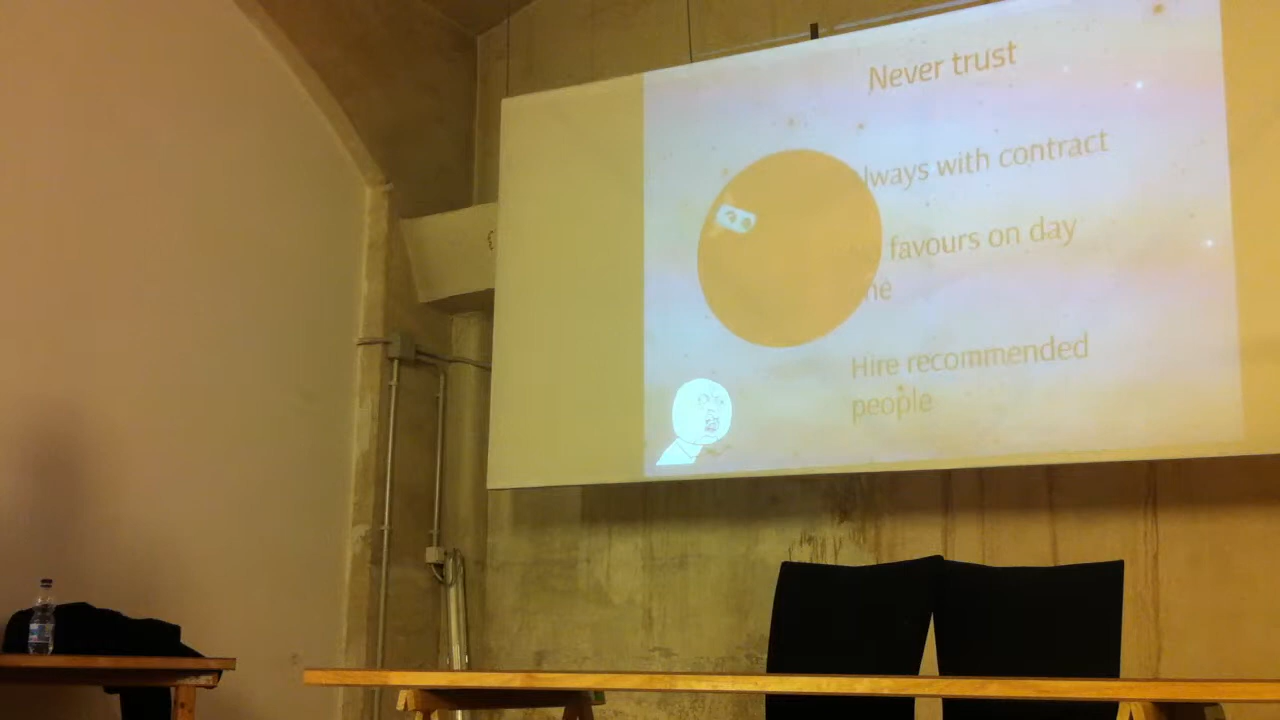 Never trust
lways with contract
favours on day
ne
Hire recommended
people